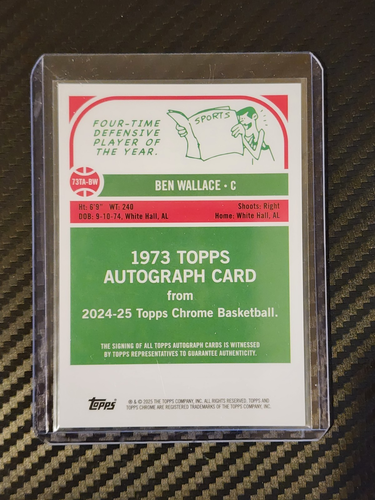 FOUR-TIME
DEFENSIVE
PLAYER OF
THE YEAR.
SPORTS
73TA-BW
BEN WALLACE • C
Ht: 6'9" WT: 240 Shoots: Right
DOB: 9-10-74, White Hall, AL Home: White Hall, AL
1973 TOPPS
AUTOGRAPH CARD
from
2024-25 Topps Chrome Basketball.
THE SIGNING OF ALL TOPPS AUTOGRAPH CARDS IS WITNESSED
BY TOPPS REPRESENTATIVES TO GUARANTEE AUTHENTICITY.
topps
® & © 2025 THE TOPPS COMPANY, INC. ALL RIGHTS RESERVED. TOPPS AND
TOPPS CHROME ARE REGISTERED TRADEMARKS OF THE TOPPS COMPANY, INC.